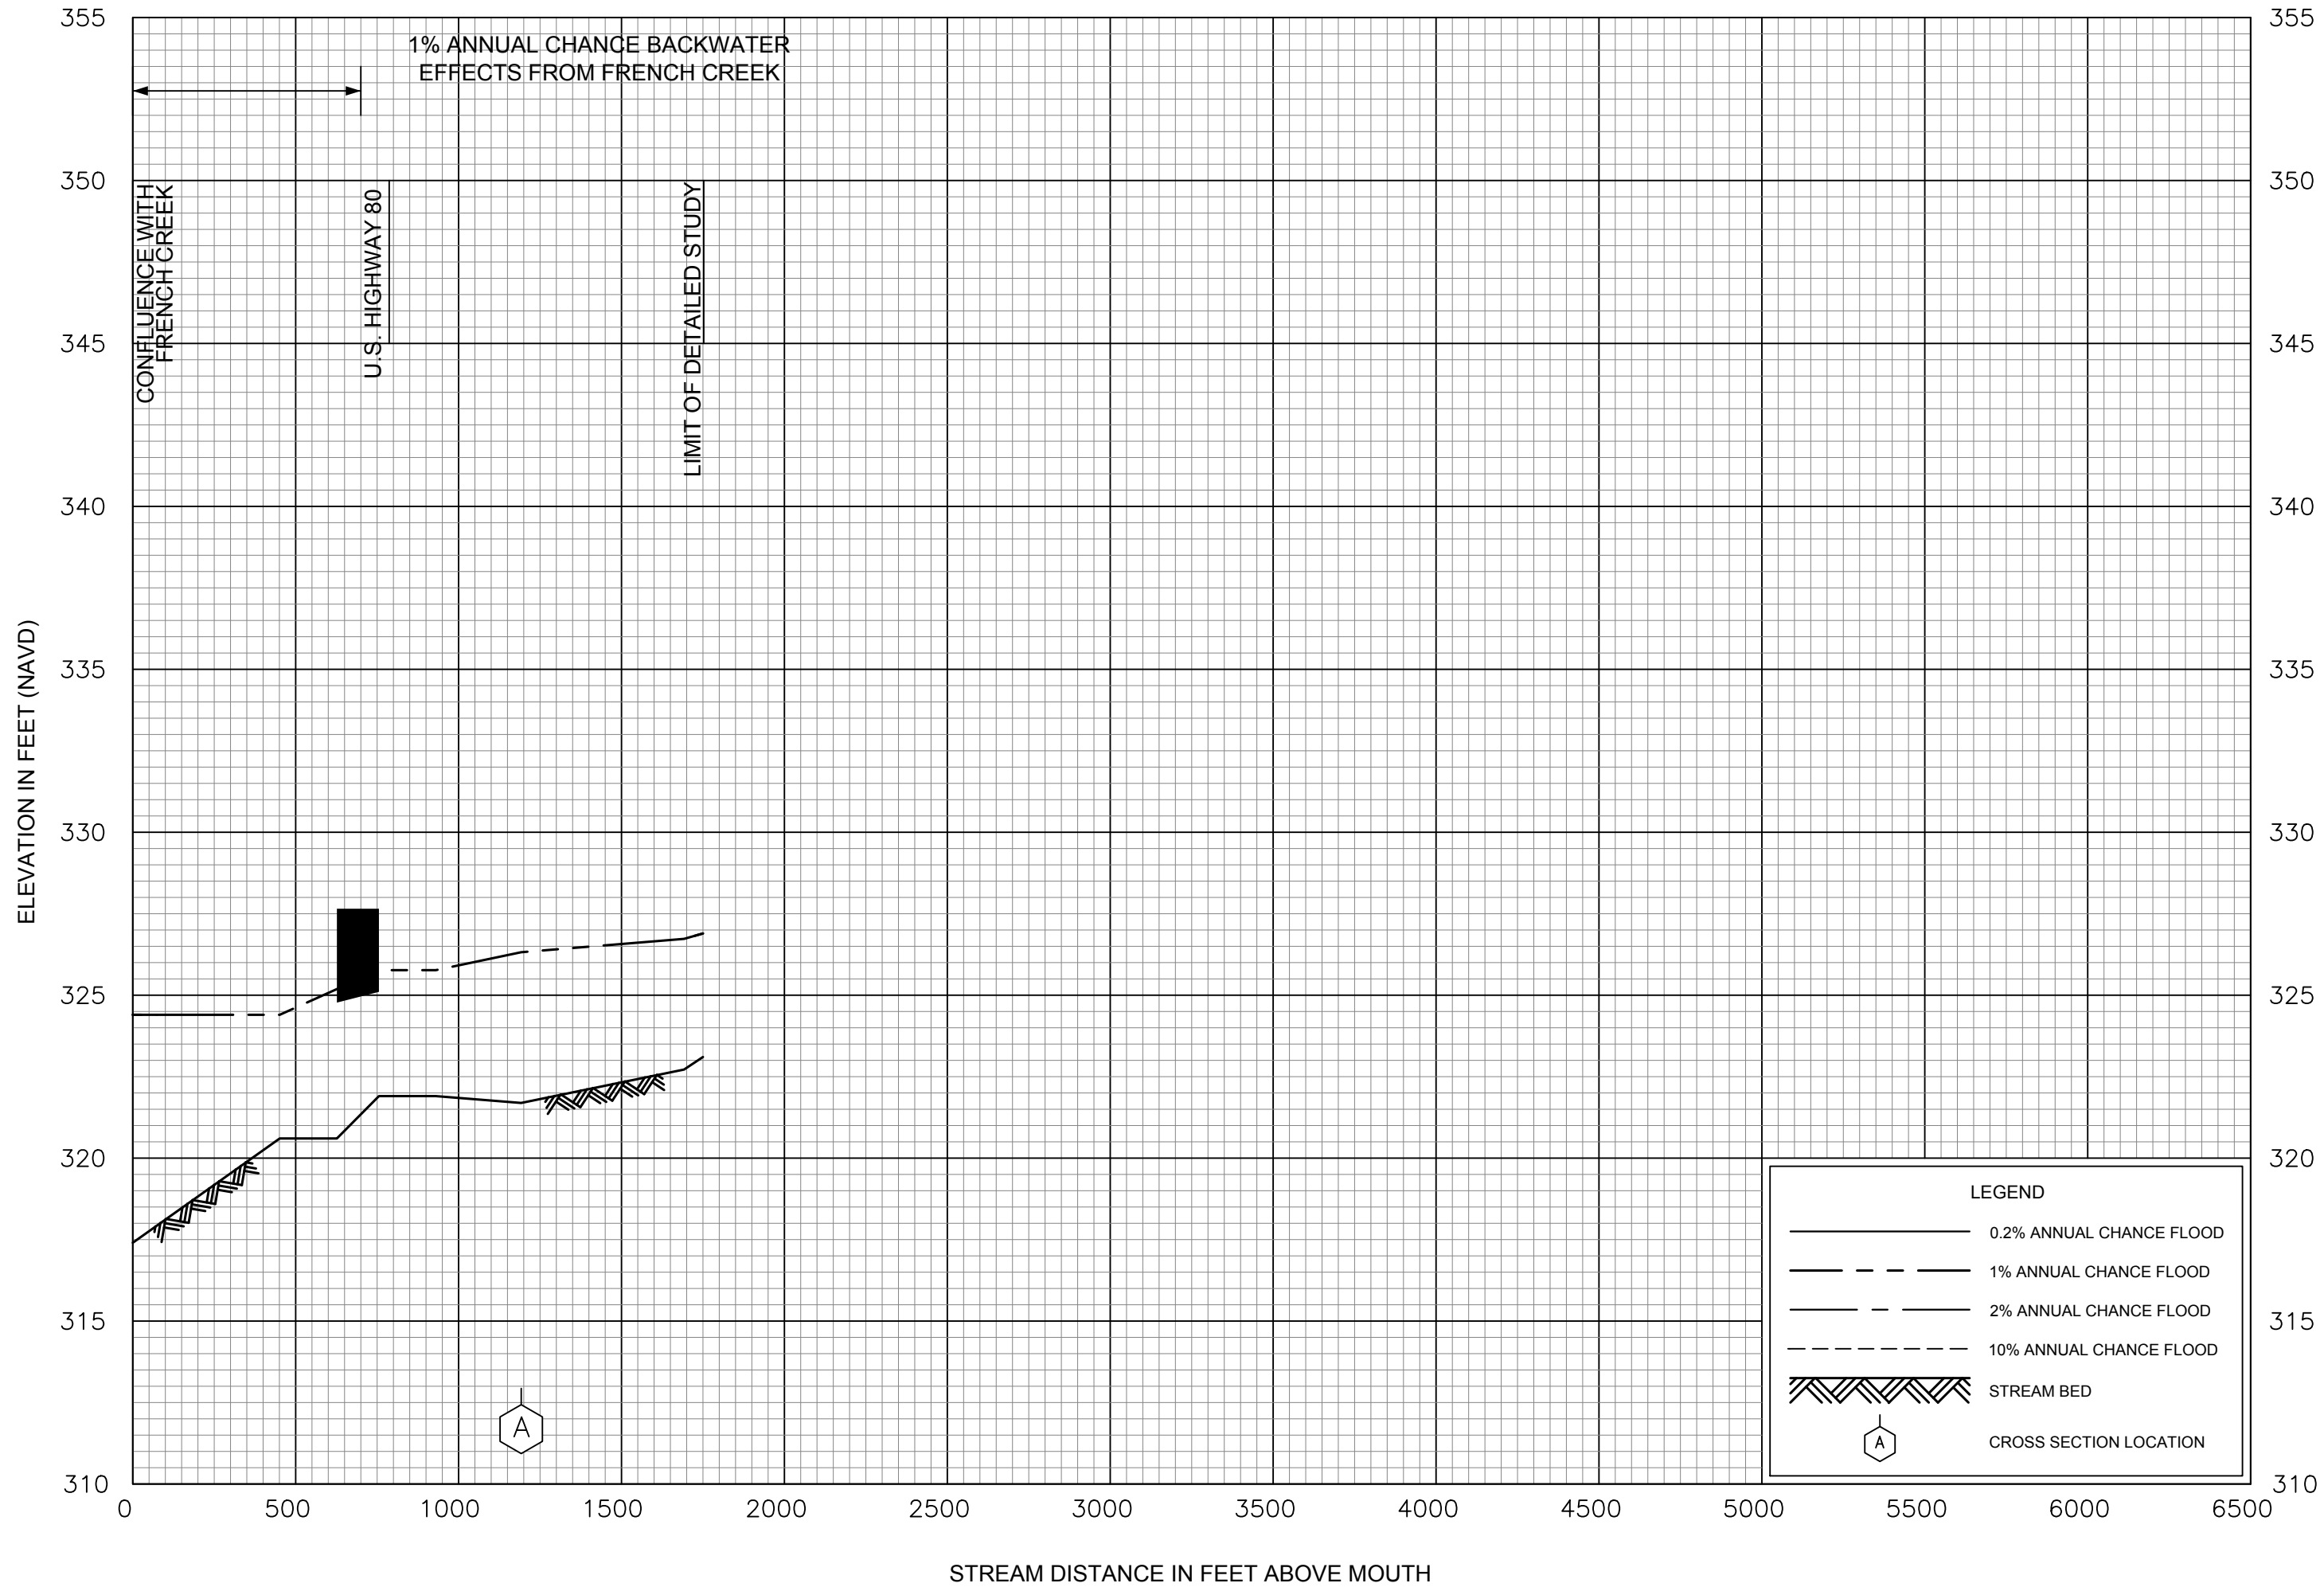 355
355
1% ANNUAL CHANCE BACKWATER
EFFECTS FROM FRENCH CREEK
350
350
CONFLUENCE WITH
FRENCH CREEK
U.S. HIGHWAY 80
LIMIT OF DETAILED STUDY
345
345
340
340
335
335
ELEVATION IN FEET (NAVD)
330
330
325
325
320
320
LEGEND
0.2% ANNUAL CHANCE FLOOD
1% ANNUAL CHANCE FLOOD
2% ANNUAL CHANCE FLOOD
10% ANNUAL CHANCE FLOOD
STREAM BED
A
CROSS SECTION LOCATION
315
315
A
310
310
0 500 1000 1500 2000 2500 3000 3500 4000 4500 5000 5500 6000 6500
STREAM DISTANCE IN FEET ABOVE MOUTH